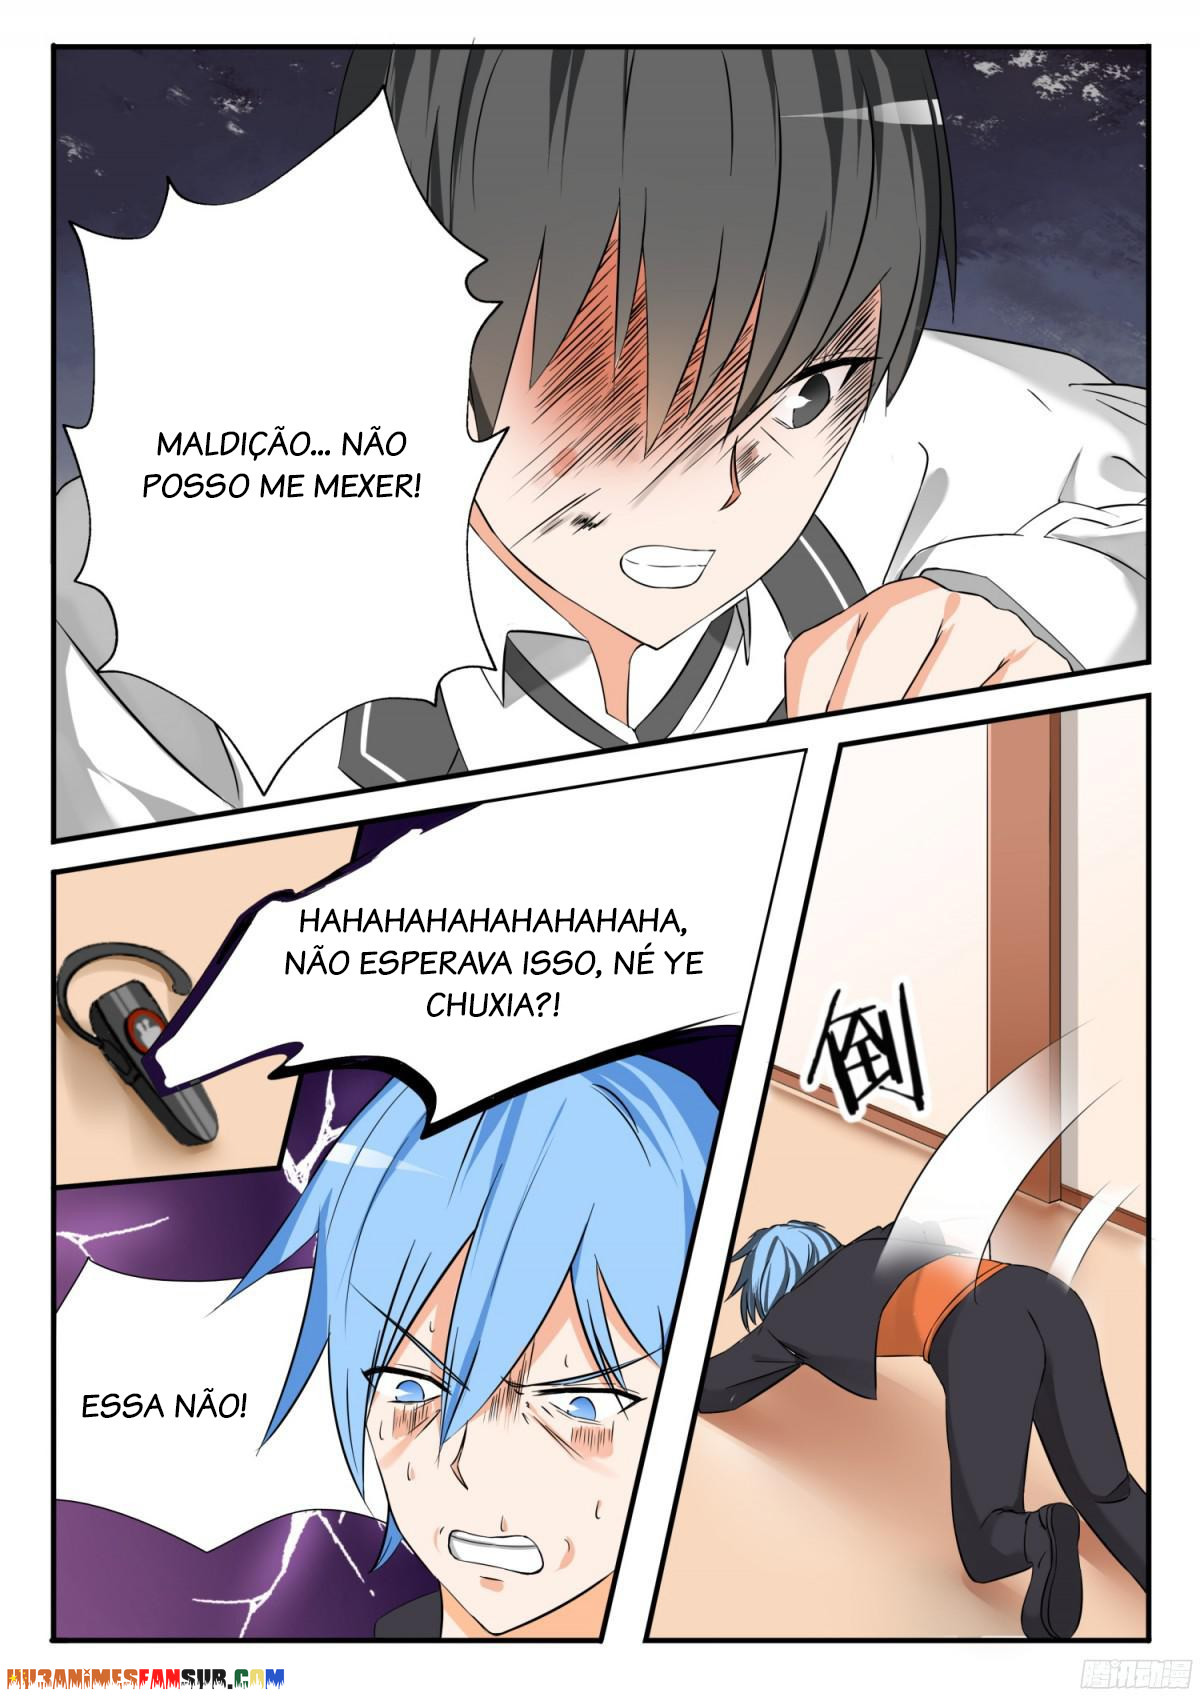 MALDIÇÃO... NÃO
POSSO ME MEXER!
HAHAHAHAHAHAHAHAHA,
NÃO ESPERAVA ISSO, NÉ YE
CHUXIA?!
倒
ESSA NÃO!
HU3ANIMESFANSUB.COM
腾讯动漫